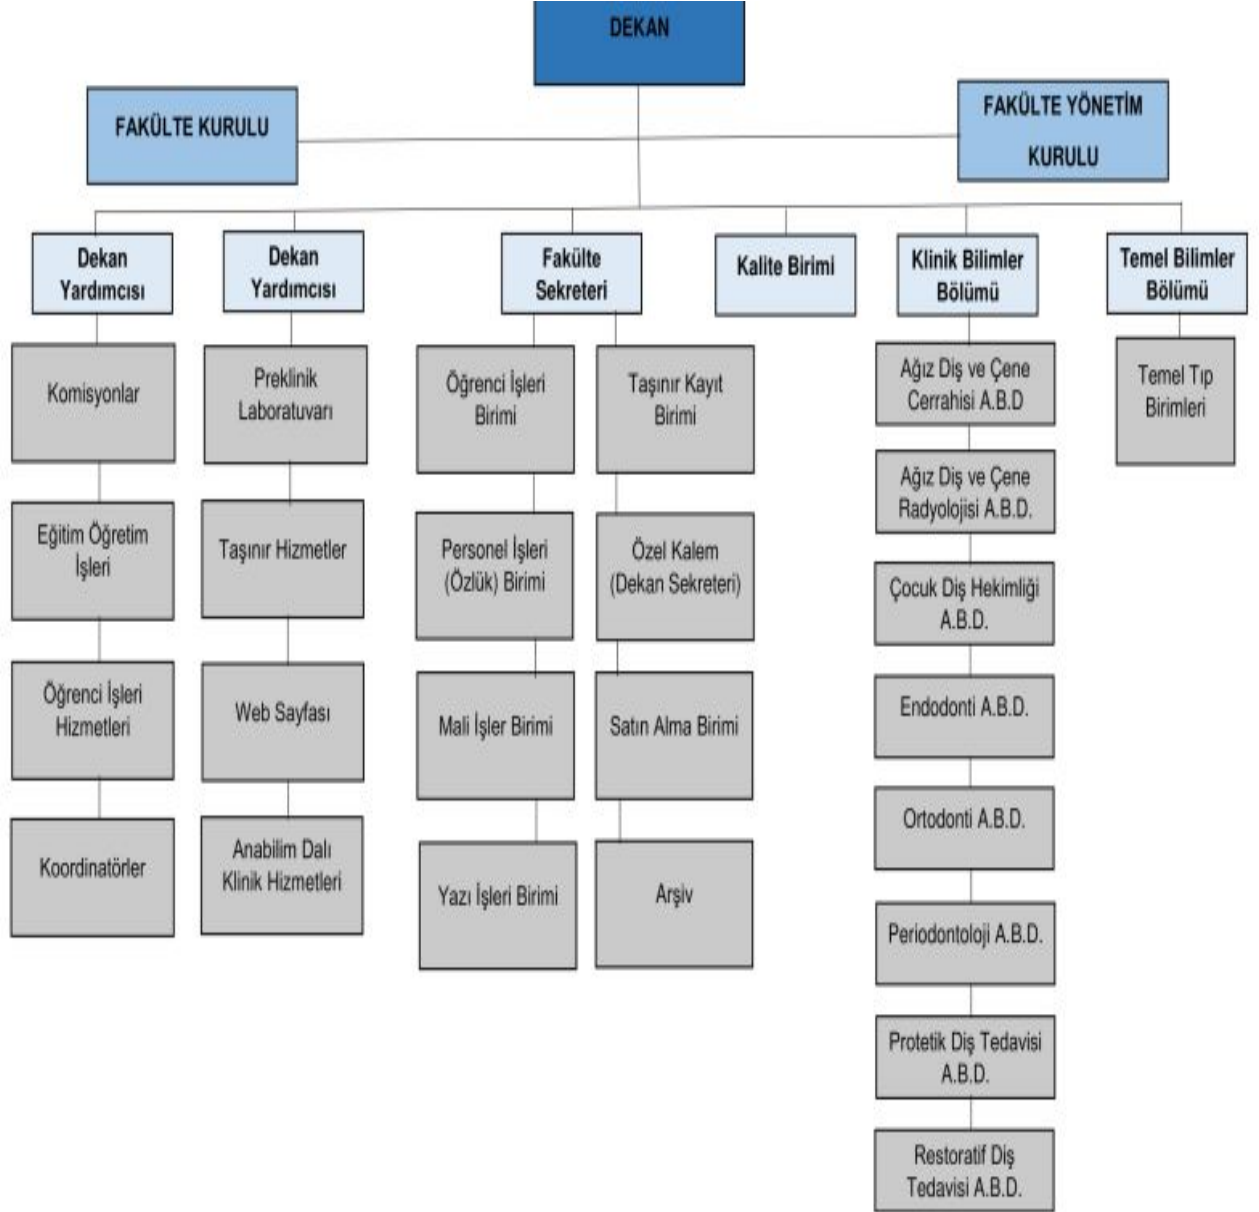 DEKAN
FAKÜLTE KURULU
FAKÜLTE YÖNETİM
KURULU
Dekan
Yardımcısı
Dekan
Yardımcısı
Fakülte
Sekreteri
Kalite Birimi
Klinik Bilimler
Bölümü
Temel Bilimler
Bölümü
Komisyonlar
Eğitim Öğretim
İşleri
Öğrenci İşleri
Hizmetleri
Koordinatörler
Preklinik
Laboratuvarı
Taşınır Hizmetler
Web Sayfası
Anabilim Dalı
Klinik Hizmetleri
Öğrenci İşleri
Birimi
Personel İşleri
(Özlük) Birimi
Mali İşler Birimi
Yazı İşleri Birimi
Taşınır Kayıt
Birimi
Özel Kalem
(Dekan Sekreteri)
Satın Alma Birimi
Arşiv
Ağız Diş ve Çene
Cerrahisi A.B.D
Ağız Diş ve Çene
Radyolojisi A.B.D.
Çocuk Diş Hekimliği
A.B.D.
Endodonti A.B.D.
Ortodonti A.B.D.
Periodontoloji A.B.D.
Protetik Diş Tedavisi
A.B.D.
Restoratif Diş
Tedavisi A.B.D.
Temel Tıp
Birimleri